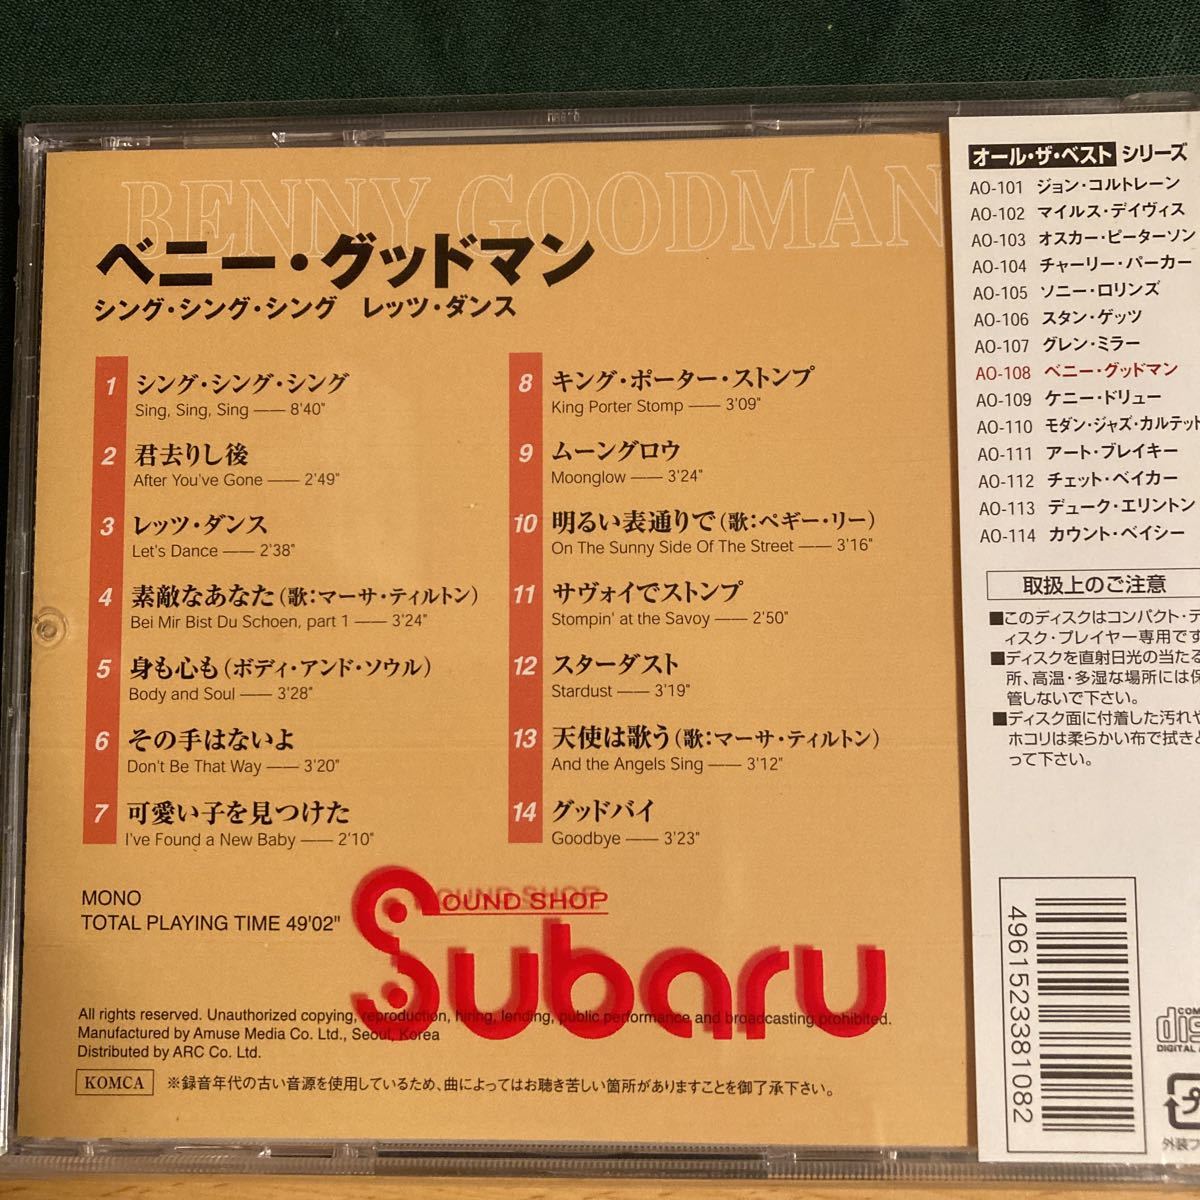 BENNY GOODMAN
ベニー・グッドマン
シング・シング・シング レッツ・ダンス
1 シング・シング・シング
Sing, Sing, Sing —— 8'40"
2 君去りし後
After You've Gone —— 2'49"
3 レッツ・ダンス
Let's Dance —— 2'38"
4 素敵なあなた(歌:マーサ・ティルトン)
Bei Mir Bist Du Schoen, part 1 —— 3'24"
5 身も心も(ボディ・アンド・ソウル)
Body and Soul —— 3'28"
6 その手はないよ
Don't Be That Way —— 3'20"
7 可愛い子を見つけた
I've Found a New Baby —— 2'10"
8 キング・ポーター・ストンプ
King Porter Stomp —— 3'09"
9 ムーングロウ
Moonglow —— 3'24"
10 明るい表通りで(歌:ペギー・リー)
On The Sunny Side Of The Street —— 3'16"
11 サヴォイでストンプ
Stompin' at the Savoy —— 2'50"
12 スターダスト
Stardust —— 3'19"
13 天使は歌う(歌:マーサ・ティルトン)
And the Angels Sing —— 3'12"
14 グッドバイ
Goodbye —— 3'23"
MONO
TOTAL PLAYING TIME 49'02"
SOUND SHOP
Subaru
All rights reserved. Unauthorized copying, reproduction, hiring, lending, public performance and broadcasting prohibited.
Manufactured by Amuse Media Co. Ltd., Seoul, Korea
Distributed by ARC Co. Ltd.
KOMCA ※録音年代の古い音源を使用しているため、曲によってはお聴き苦しい箇所がありますことを御了承下さい。
オール・ザ・ベスト シリーズ
AO-101 ジョン・コルトレーン
AO-102 マイルス・デイヴィス
AO-103 オスカー・ピーターソン
AO-104 チャーリー・パーカー
AO-105 ソニー・ロリンズ
AO-106 スタン・ゲッツ
AO-107 グレン・ミラー
AO-108 ベニー・グッドマン
AO-109 ケニー・ドリュー
AO-110 モダン・ジャズ・カルテット
AO-111 アート・ブレイキー
AO-112 チェット・ベイカー
AO-113 デューク・エリントン
AO-114 カウント・ベイシー
取扱上のご注意
■このディスクはコンパクト・デ
ィスク・プレイヤー専用です
■ディスクを直射日光の当たる
所、高温・多湿な場所には保
管しないで下さい。
■ディスク面に付着した汚れや
ホコリは柔らかい布で拭きと
って下さい。
4961523381082
COM
dis
DIGITAL A
プ
外装フ